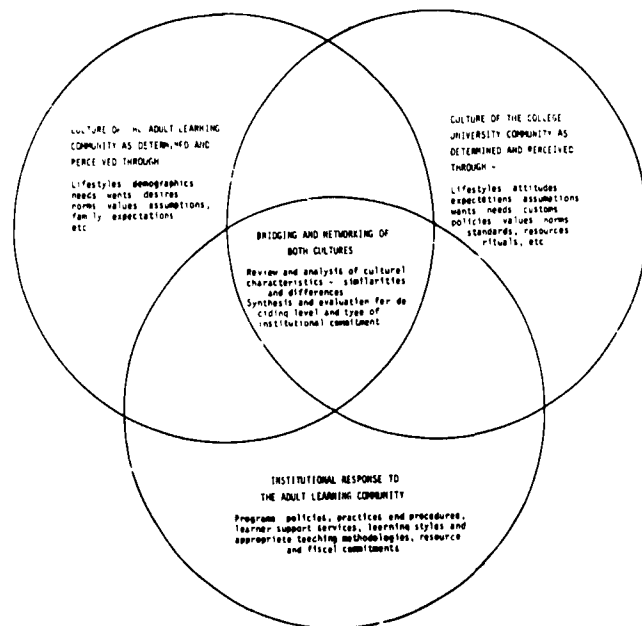 CULTURE OF THE ADULT LEARNING
COMMUNITY AS DETERMINED AND
PERCEIVED THROUGH
Lifestyles demographics
needs wants desires
norms values assumptions,
family expectations
etc
CULTURE OF THE COLLEGE
UNIVERSITY COMMUNITY AS
DETERMINED AND PERCEIVED
THROUGH -
Lifestyles attitudes
expectations assumptions
wants needs customs
policies values norms
standards, resources
rituals, etc
BRIDGING AND NETWORKING OF
BOTH CULTURES
Review and analysis of cultural
characteristics - similarities
and differences
Synthesis and evaluation for de
ciding level and type of
institutional commitment
INSTITUTIONAL RESPONSE TO
THE ADULT LEARNING COMMUNITY
Programs policies, practices and procedures,
learner support services, learning styles and
appropriate teaching methodologies, resource
and fiscal commitments